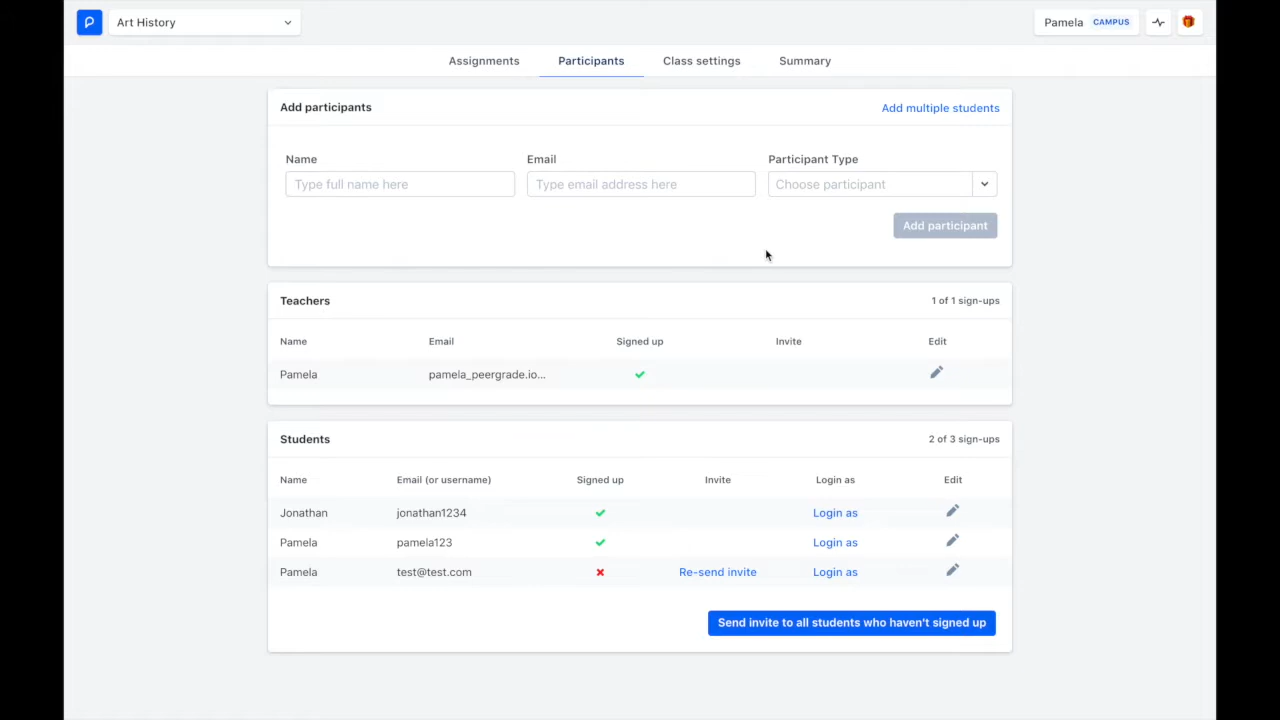 Art History
Pamela CAMPUS
Assignments Participants Class settings Summary
Add participants Add multiple students
Name Email Participant Type
Type full name here Type email address here Choose participant
Add participant
Teachers 1 of 1 sign-ups
Name Email Signed up Invite Edit
Pamela pamela_peergrade.io...
Students 2 of 3 sign-ups
Name Email (or username) Signed up Invite Login as Edit
Jonathan jonathan1234 Login as
Pamela pamela123 Login as
Pamela test@test.com Re-send invite Login as
Send invite to all students who haven't signed up